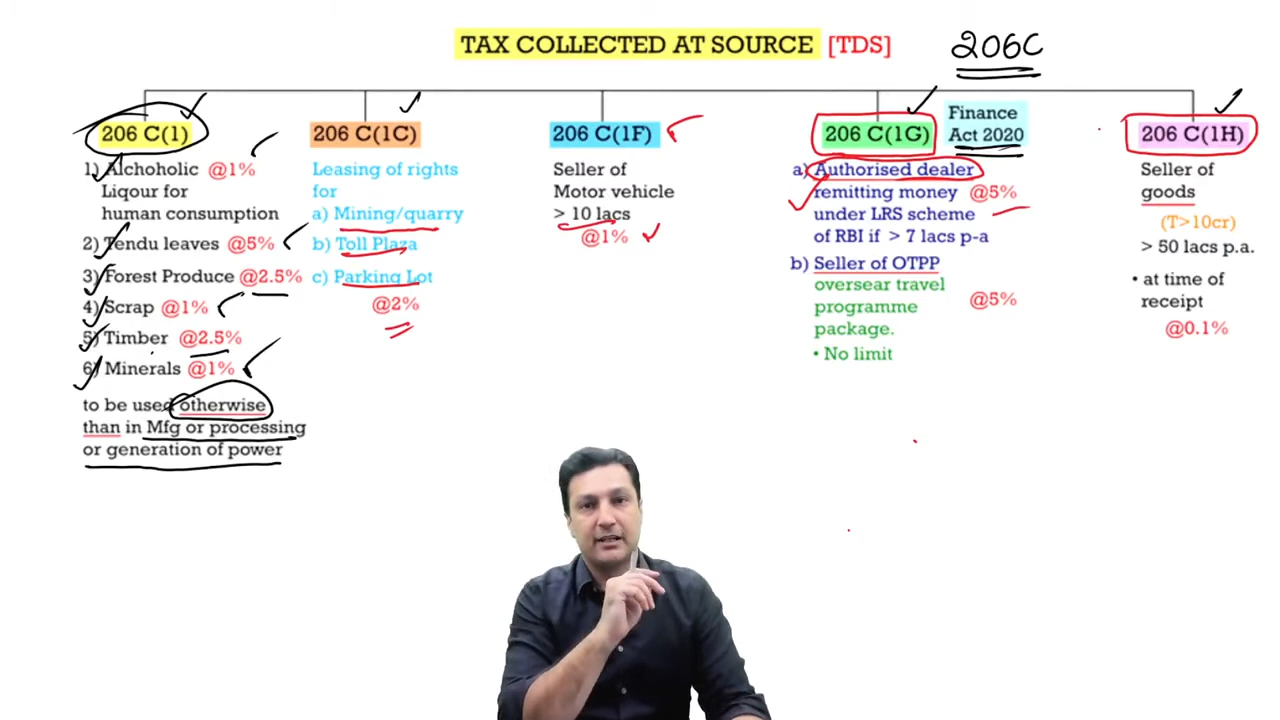 TAX COLLECTED AT SOURCE [TDS]
206C
206 C(1)
1) Alchoholic @1%
Liqour for
human consumption
2) Tendu leaves @5%
3) Forest Produce @2.5%
4) Scrap @1%
5) Timber @2.5%
6) Minerals @1%
to be used otherwise
than in Mfg or processing
or generation of power
206 C(1C)
Leasing of rights
for
a) Mining/quarry
b) Toll Plaza
c) Parking Lot
@2%
206 C(1F)
Seller of
Motor vehicle
> 10 lacs
@1%
206 C(1G)
Finance
Act 2020
a) Authorised dealer
remitting money @5%
under LRS scheme
of RBI if > 7 lacs p-a
b) Seller of OTPP
oversear travel
programme @5%
package.
• No limit
206 C(1H)
Seller of
goods
(T>10cr)
> 50 lacs p.a.
• at time of
receipt
@0.1%